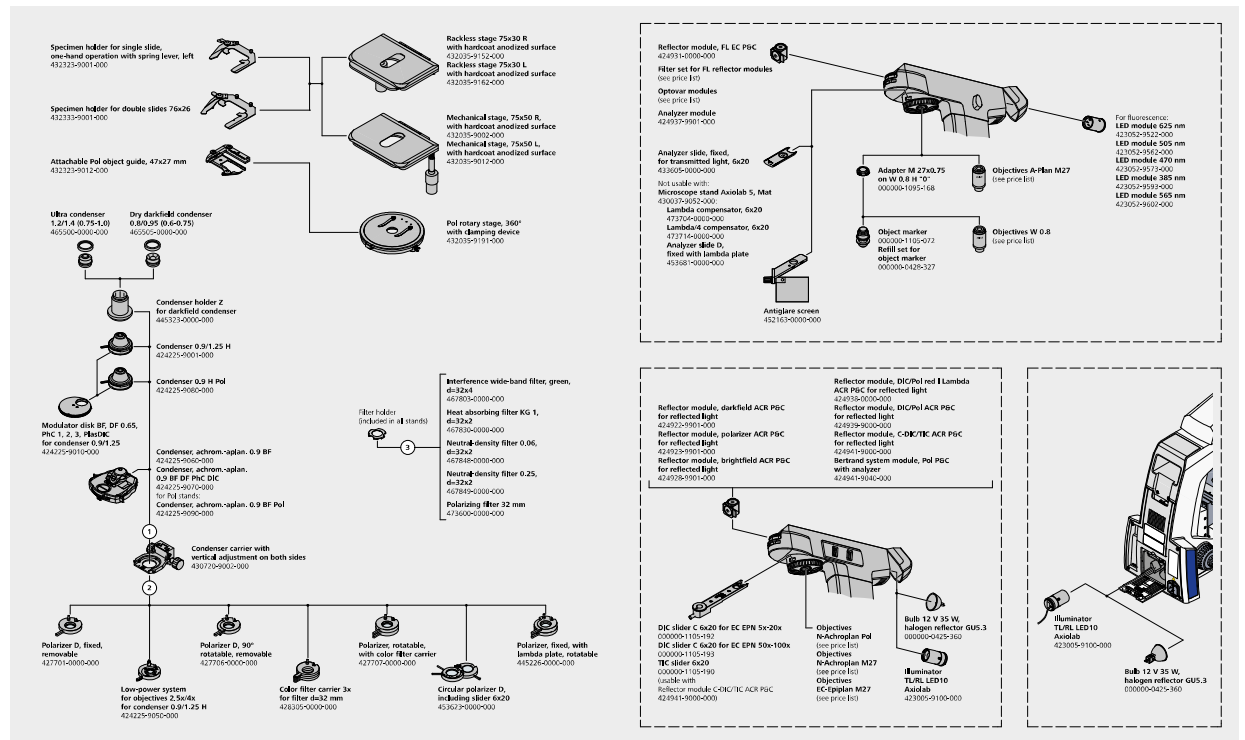 Specimen holder for single slide,
one-hand operation with spring lever, left
432323-9001-000
Specimen holder for double slides 76x26
432333-9001-000
Attachable Pol object guide, 47x27 mm
432323-9012-000
Rackless stage 75x30 R
with hardcoat anodized surface
432035-9152-000
Rackless stage 75x30 L
with hardcoat anodized surface
432035-9162-000
Mechanical stage, 75x50 R,
with hardcoat anodized surface
432035-9002-000
Mechanical stage, 75x50 L,
with hardcoat anodized surface
432035-9012-000
Pol rotary stage, 360°
with clamping device
432035-9191-000
Ultra condenser
1.2/1.4 (0.75-1.0)
465500-0000-000
Dry darkfield condenser
0.8/0.95 (0.6-0.75)
465505-0000-000
Condenser holder Z
for darkfield condenser
445323-0000-000
Condenser 0.9/1.25 H
424225-9001-000
Condenser 0.9 H Pol
424225-9080-000
Modulator disk BF, DF 0.65,
PhC 1, 2, 3, PlasDIC
for condenser 0.9/1.25
424225-9010-000
Condenser, achrom.-aplan. 0.9 BF
424225-9060-000
Condenser, achrom.-aplan.
0,9 BF DF PhC DIC
424225-9070-000
for Pol stands:
Condenser, achrom.-aplan. 0.9 BF Pol
424225-9090-000
1
Condenser carrier with
vertical adjustment on both sides
430720-9002-000
2
Filter holder
(included in all stands)
3
Interference wide-band filter, green,
d=32x4
467803-0000-000
Heat absorbing filter KG 1,
d=32x2
467830-0000-000
Neutral-density filter 0,06,
d=32x2
467848-0000-000
Neutral-density filter 0.25,
d=32x2
467849-0000-000
Polarizing filter 32 mm
473600-0000-000
Polarizer D, fixed,
removable
427701-0000-000
Low-power system
for objectives 2,5x/4x
for condenser 0.9/1.25 H
424225-9050-000
Polarizer D, 90°
rotatable, removable
427706-0000-000
Color filter carrier 3x
for filter d=32 mm
428305-0000-000
Polarizer, rotatable,
with color filter carrier
427707-0000-000
Circular polarizer D,
including slider 6x20
453623-0000-000
Polarizer, fixed, with
lambda plate, rotatable
445226-0000-000
Reflector module, FL EC P&C
424931-0000-000
Filter set for FL reflector modules
(see price list)
Optovar modules
(see price list)
Analyzer module
424937-9901-000
Analyzer slide, fixed,
for transmitted light, 6x20
433605-0000-000
Not usable with:
Microscope stand Axiolab 5, Mat
430037-9052-000:
Lambda compensator, 6x20
473704-0000-000
Lambda/4 compensator, 6x20
473714-0000-000
Analyzer slide D,
fixed with lambda plate
453681-0000-000
Antiglare screen
452163-0000-000
Adapter M 27x0.75
on W 0,8 H "0"
000000-1095-168
Object marker
000000-1105-072
Refill set for
object marker
000000-0428-327
Objectives A-Plan M27
(see price list)
Objectives W 0.8
(see price list)
For fluorescence:
LED module 625 nm
423052-9522-000
LED module 505 nm
423052-9562-000
LED module 470 nm
423052-9573-000
LED module 385 nm
423052-9593-000
LED module 565 nm
423052-9602-000
Reflector module, darkfield ACR P&C
for reflected light
424922-9901-000
Reflector module, polarizer ACR P&C
for reflected light
424923-9901-000
Reflector module, brightfield ACR P&C
for reflected light
424928-9901-000
Reflector module, DIC/Pol red I Lambda
ACR P&C for reflected light
424938-0000-000
Reflector module, DIC/Pol ACR P&C
for reflected light
424939-9000-000
Reflector module, C-DIC/TIC ACR P&C
for reflected light
424941-9000-000
Bertrand system module, Pol P&C
with analyzer
424941-9040-000
DIC slider C 6x20 for EC EPN 5x-20x
000000-1105-192
DIC slider C 6x20 for EC EPN 50x-100x
000000-1105-193
TIC slider 6x20
000000-1105-190
(usable with
Reflector module C-DIC/TIC ACR P&C
424941-9000-000)
Objectives
N-Achroplan Pol
(see price list)
Objectives
N-Achroplan M27
(see price list)
Objectives
EC-Epiplan M27
(see price list)
Bulb 12 V 35 W,
halogen reflector GU5.3
000000-0425-360
Illuminator
TL/RL LED10
Axiolab
423005-9100-000
Illuminator
TL/RL LED10
Axiolab
423005-9100-000
Bulb 12 V 35 W,
halogen reflector GU5.3
000000-0425-360